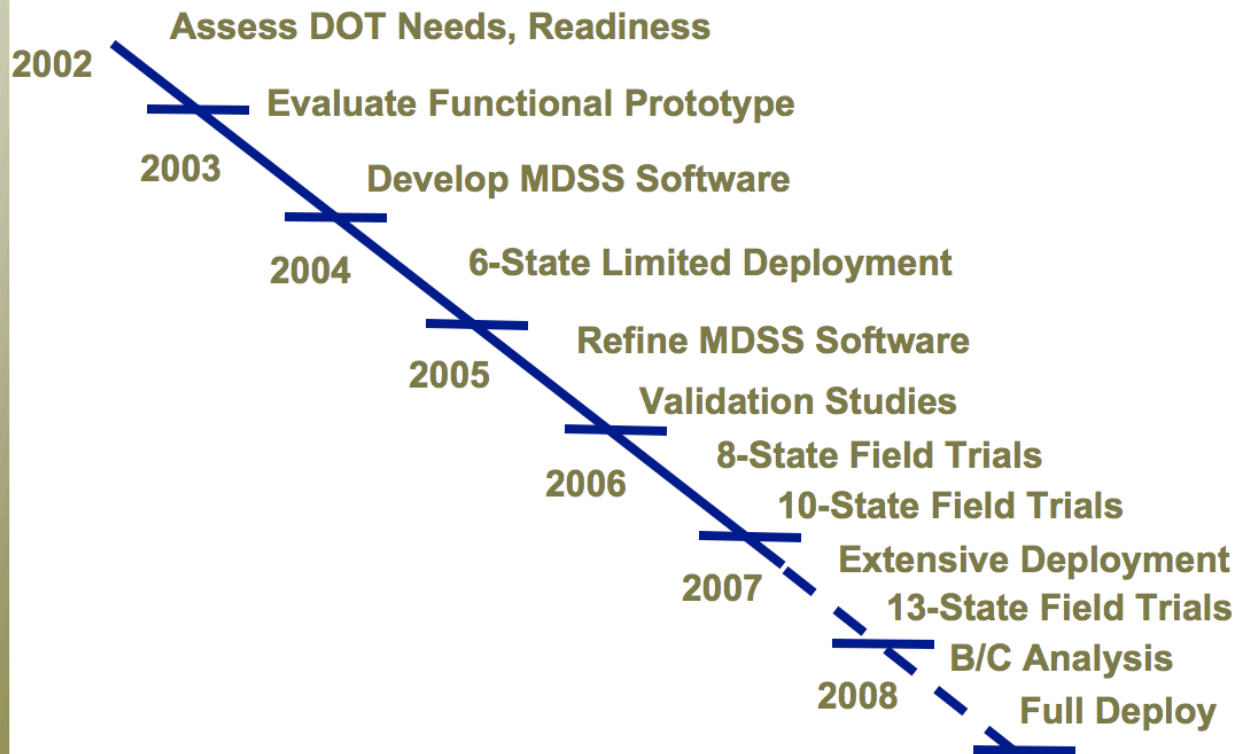 Assess DOT Needs, Readiness
2002
Evaluate Functional Prototype
2003
Develop MDSS Software
2004
6-State Limited Deployment
Refine MDSS Software
2005
Validation Studies
8-State Field Trials
2006
10-State Field Trials
Extensive Deployment
2007
13-State Field Trials
B/C Analysis
2008
Full Deploy